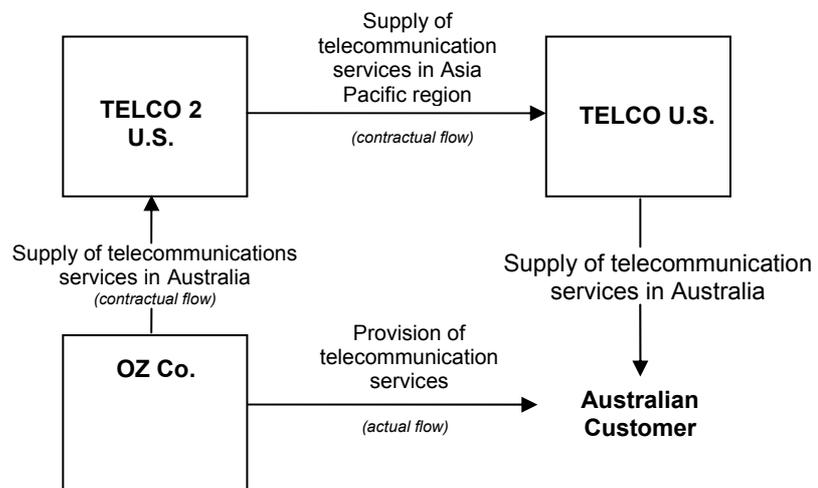 Supply of
telecommunication
services in Asia
Pacific region
(contractual flow)
TELCO 2
U.S.
TELCO U.S.
Supply of telecommunications
services in Australia
(contractual flow)
Supply of telecommunication
services in Australia
OZ Co.
Provision of
telecommunication
services
(actual flow)
Australian
Customer